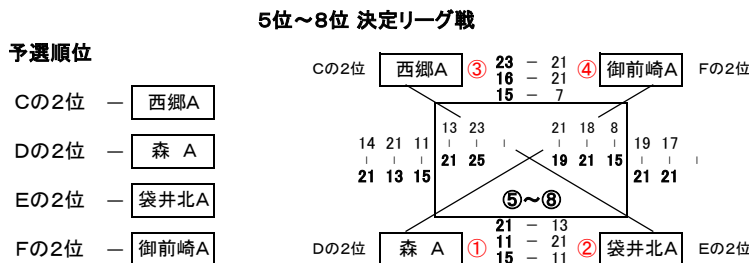 5位~8位 決定リーグ戦
予選順位
Cの2位 ― 西郷A
Dの2位 ― 森 A
Eの2位 ― 袋井北A
Fの2位 ― 御前崎A
Cの2位 西郷A ③ 23 - 21 ④ 御前崎A Fの2位
16 - 21
15 - 7
13 23 21 18 8
14 21 11 - - - - - - 19 17
- - - 21 25 19 21 15 - - -
21 13 15 21 21
⑤~⑧
21 - 13
Dの2位 森 A ① 11 - 21 ② 袋井北A Eの2位
15 - 11